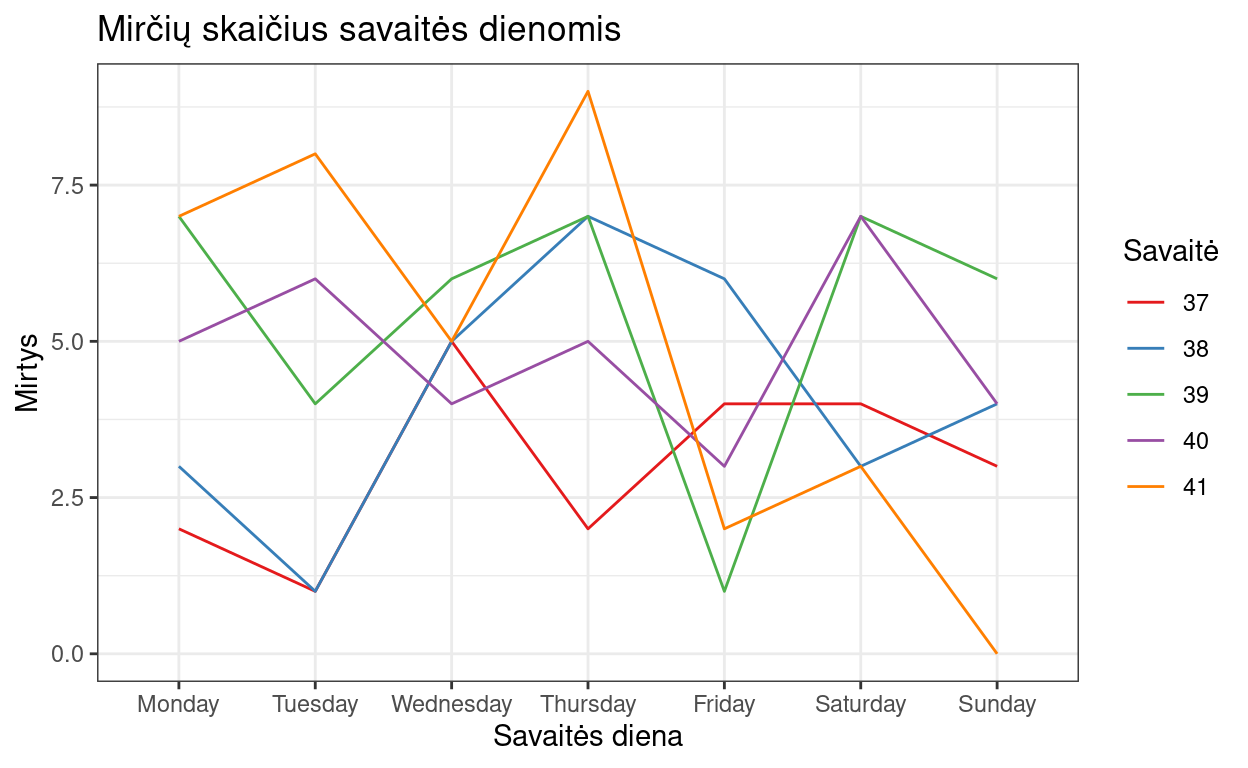 Mirčių skaičius savaitės dienomis
Mirtys
7.5
5.0
2.5
0.0
Monday Tuesday Wednesday Thursday Friday Saturday Sunday
Savaitės diena
Savaitė
37
38
39
40
41